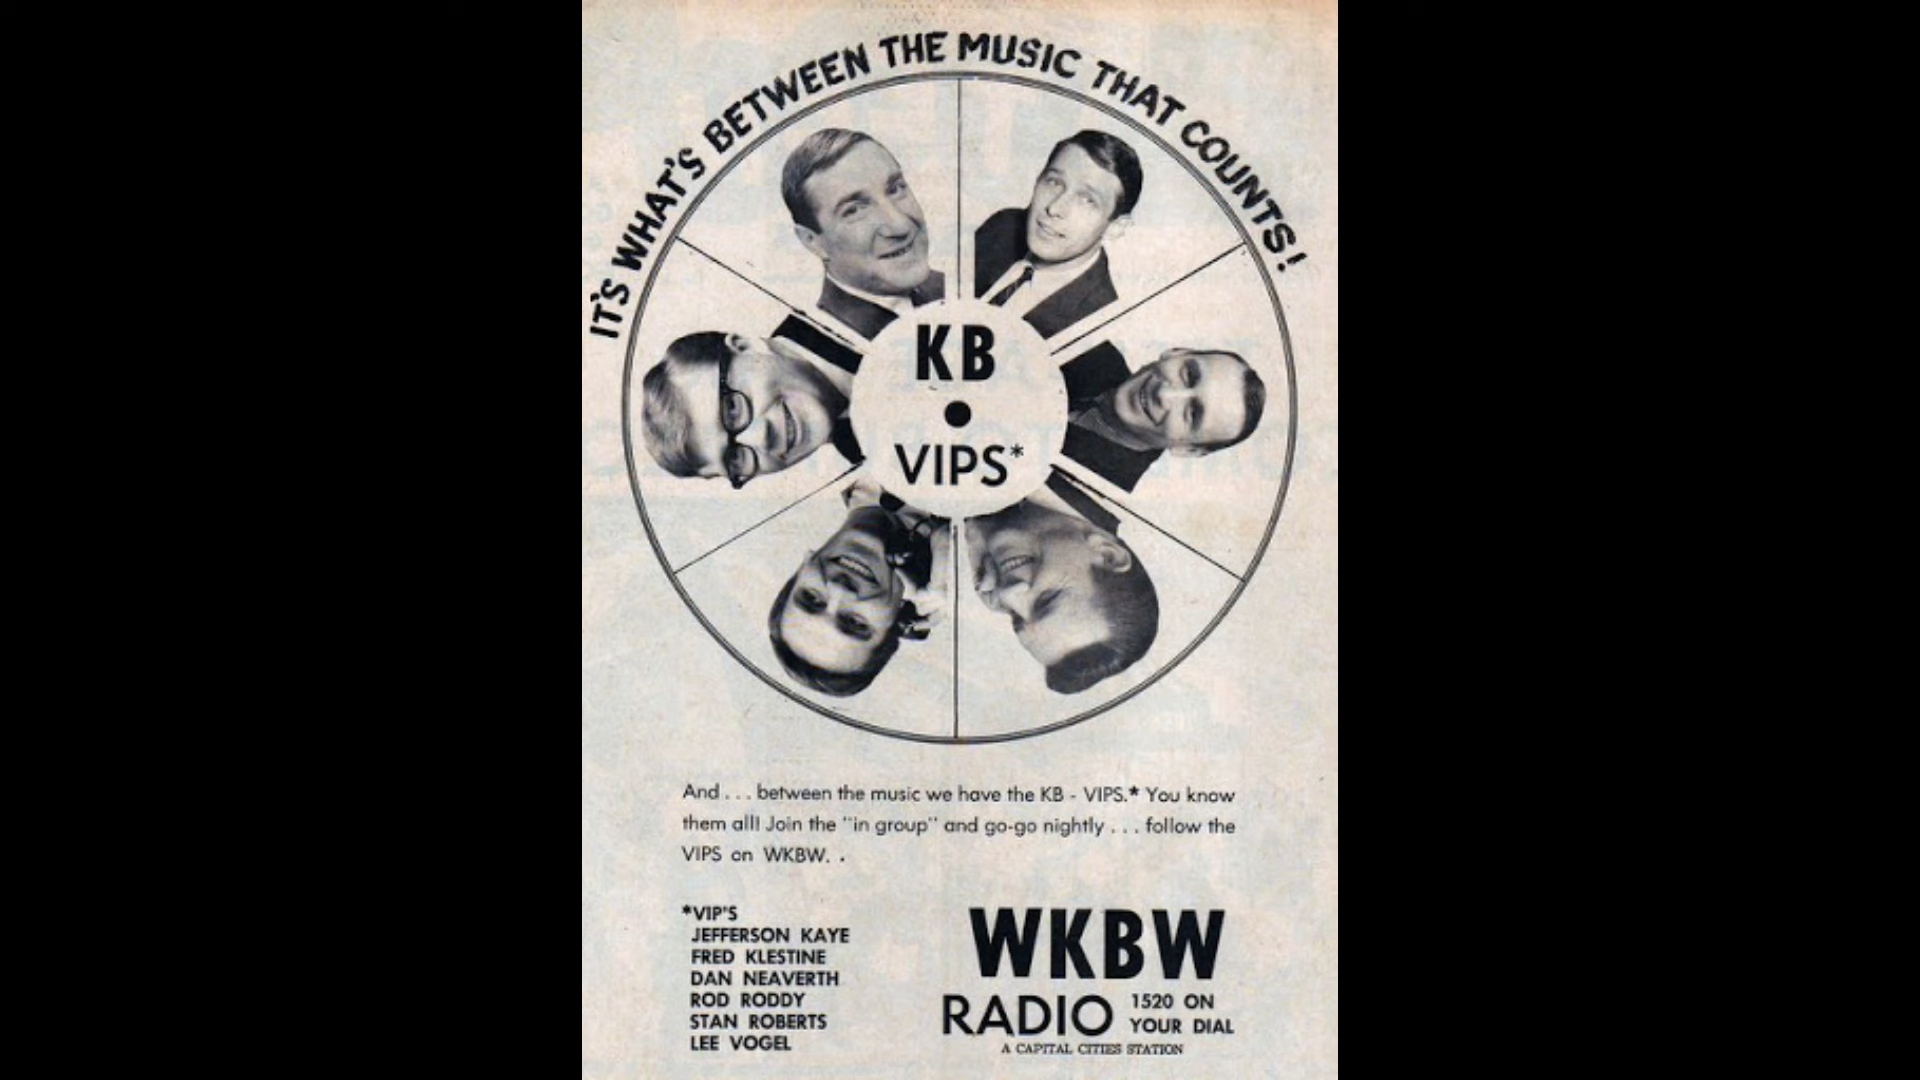 IT'S WHAT'S BETWEEN THE MUSIC THAT COUNTS!
KB
VIPS*
And . . . between the music we have the KB - VIPS.* You know
them all! Join the "in group" and go-go nightly . . . follow the
VIPS on WKBW. .
*VIP'S
JEFFERSON KAYE
FRED KLESTINE
DAN NEAVERTH
ROD RODDY
STAN ROBERTS
LEE VOGEL
WKBW
RADIO
1520 ON
YOUR DIAL
A CAPITAL CITIES STATION